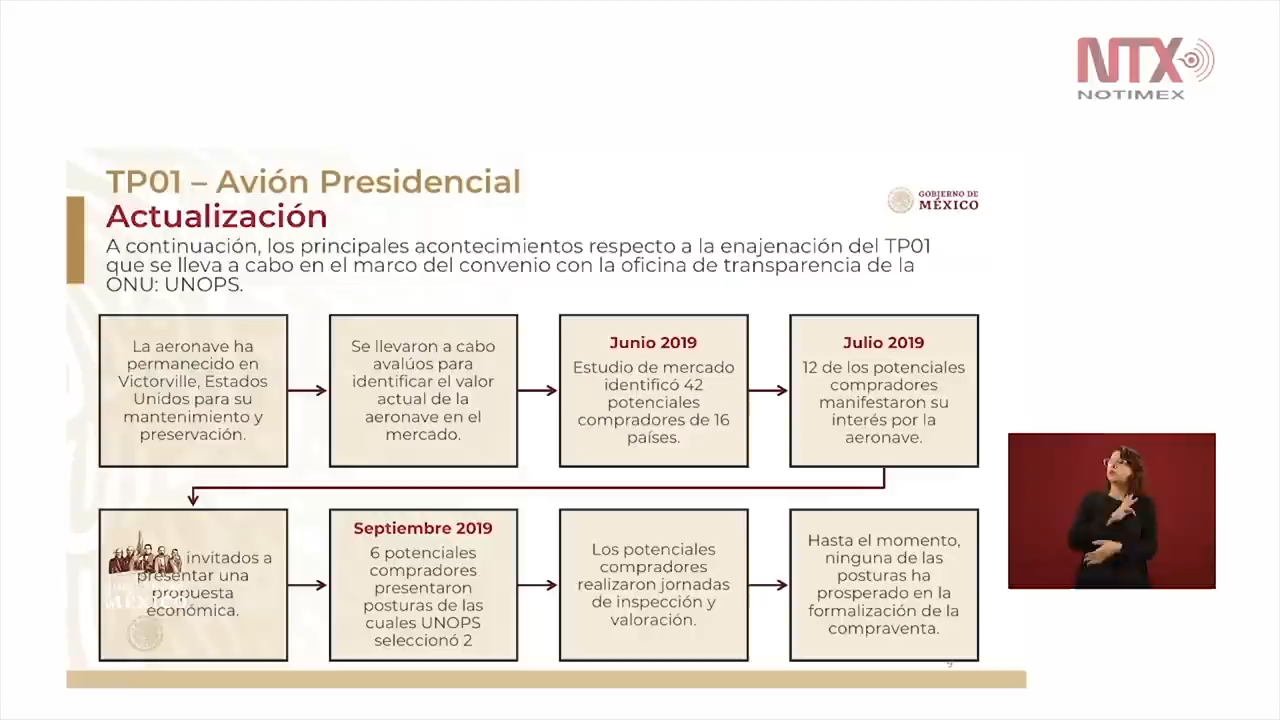 NTX
NOTIMEX
TP01 – Avión Presidencial
Actualización
GOBIERNO DE
MÉXICO
A continuación, los principales acontecimientos respecto a la enajenación del TP01
que se lleva a cabo en el marco del convenio con la oficina de transparencia de la
ONU: UNOPS.
La aeronave ha
permanecido en
Victorville, Estados
Unidos para su
mantenimiento y
preservación.
Se llevaron a cabo
avalúos para
identificar el valor
actual de la
aeronave en el
mercado.
Junio 2019
Estudio de mercado
identificó 42
potenciales
compradores de 16
países.
Julio 2019
12 de los potenciales
compradores
manifestaron su
interés por la
aeronave.
invitados a
presentar una
propuesta
económica.
MÉXICO
Septiembre 2019
6 potenciales
compradores
presentaron
posturas de las
cuales UNOPS
seleccionó 2
Los potenciales
compradores
realizaron jornadas
de inspección y
valoración.
Hasta el momento,
ninguna de las
posturas ha
prosperado en la
formalización de la
compraventa.